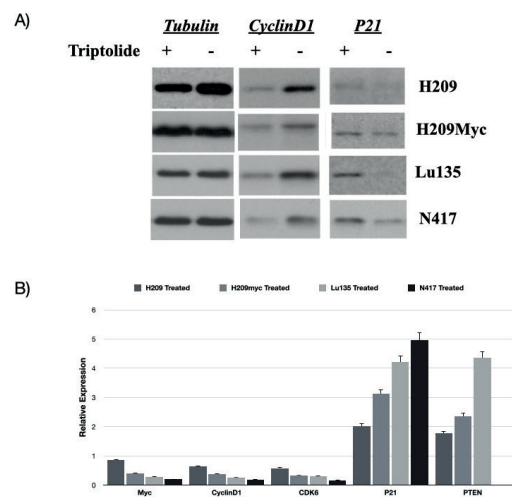 A)
Tubulin CyclinD1 P21
Triptolide + - + - + -
H209
H209Myc
Lu135
N417
B)
H209 Treated H209myc Treated Lu135 Treated N417 Treated
6
5
4
3
2
1
0
Relative Expression
Myc CyclinD1 CDK6 P21 PTEN